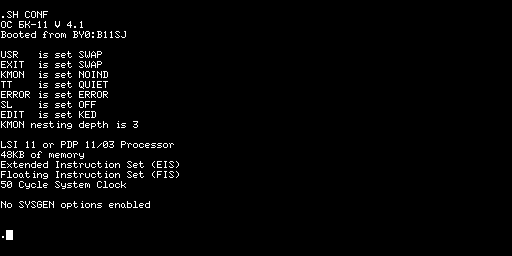 .SH CONF
ОС БК-11 V 4.1
Booted from BY0:B11SJ
USR   is set SWAP
EXIT  is set SWAP
KMON  is set NOIND
TT    is set QUIET
ERROR is set ERROR
SL    is set OFF
EDIT  is set KED
KMON nesting depth is 3
LSI 11 or PDP 11/03 Processor
48KB of memory
Extended Instruction Set (EIS)
Floating Instruction Set (FIS)
50 Cycle System Clock
No SYSGEN options enabled
.